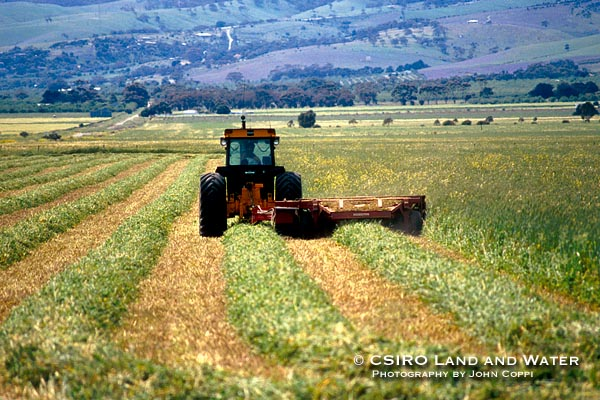 © CSIRO Land and Water
Photography by John Coppi